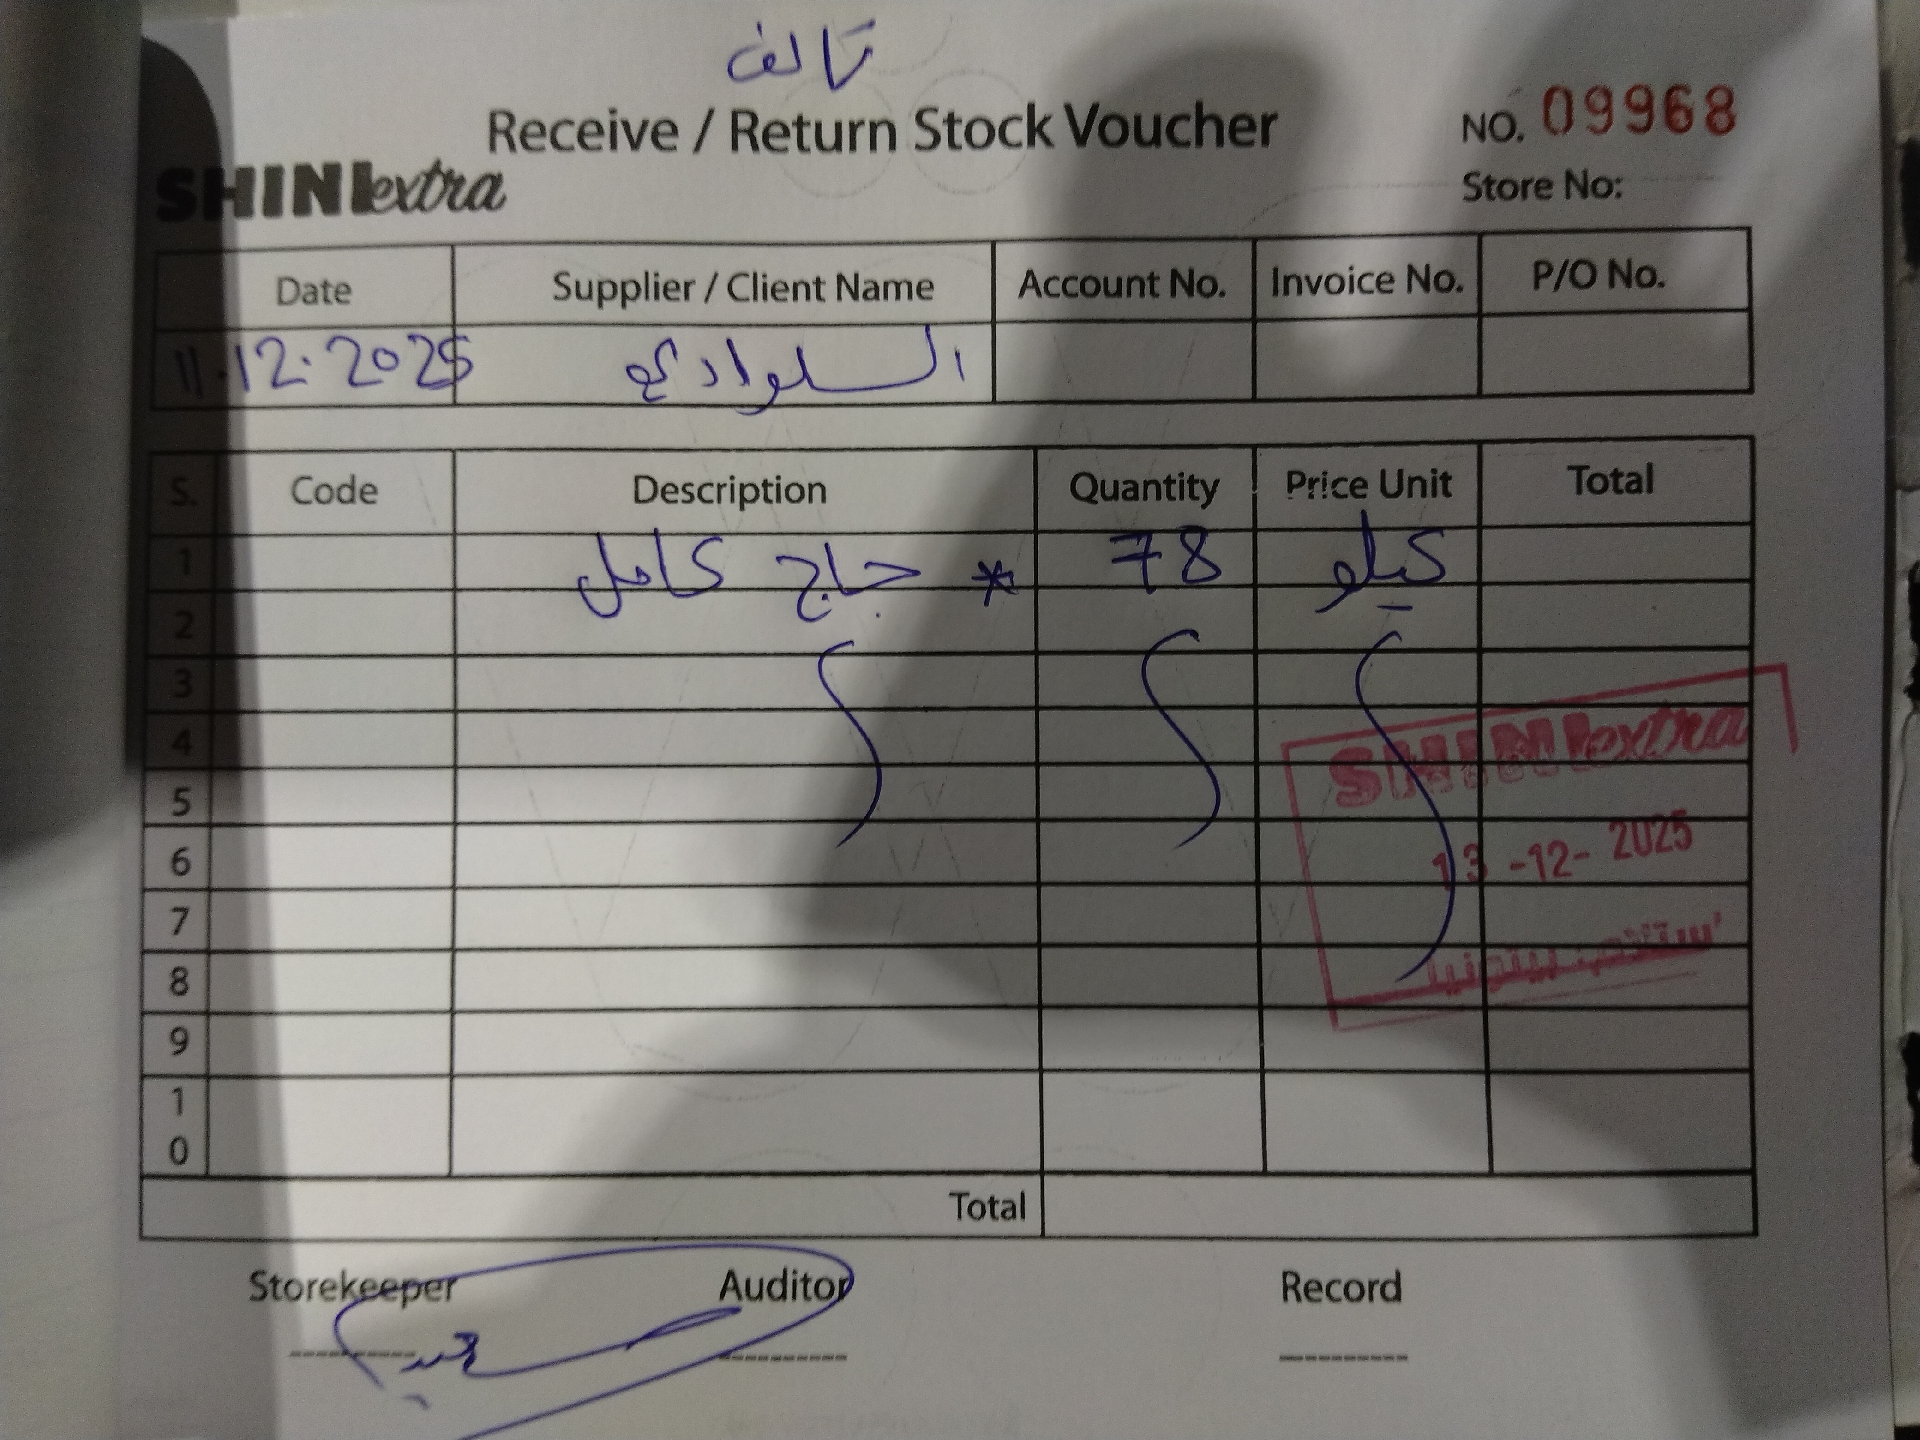 تالف
Receive / Return Stock Voucher
NO. 09968
SHINIextra
Store No:
Date Supplier / Client Name Account No. Invoice No. P/O No.
11.12.2025
S. Code Description Quantity Price Unit Total
1 * جاج كامل 78 كيلو
2
3
4
5
6
7
8
9
10
Total
SHINIextra
13 -12- 2025
Storekeeper Auditor Record